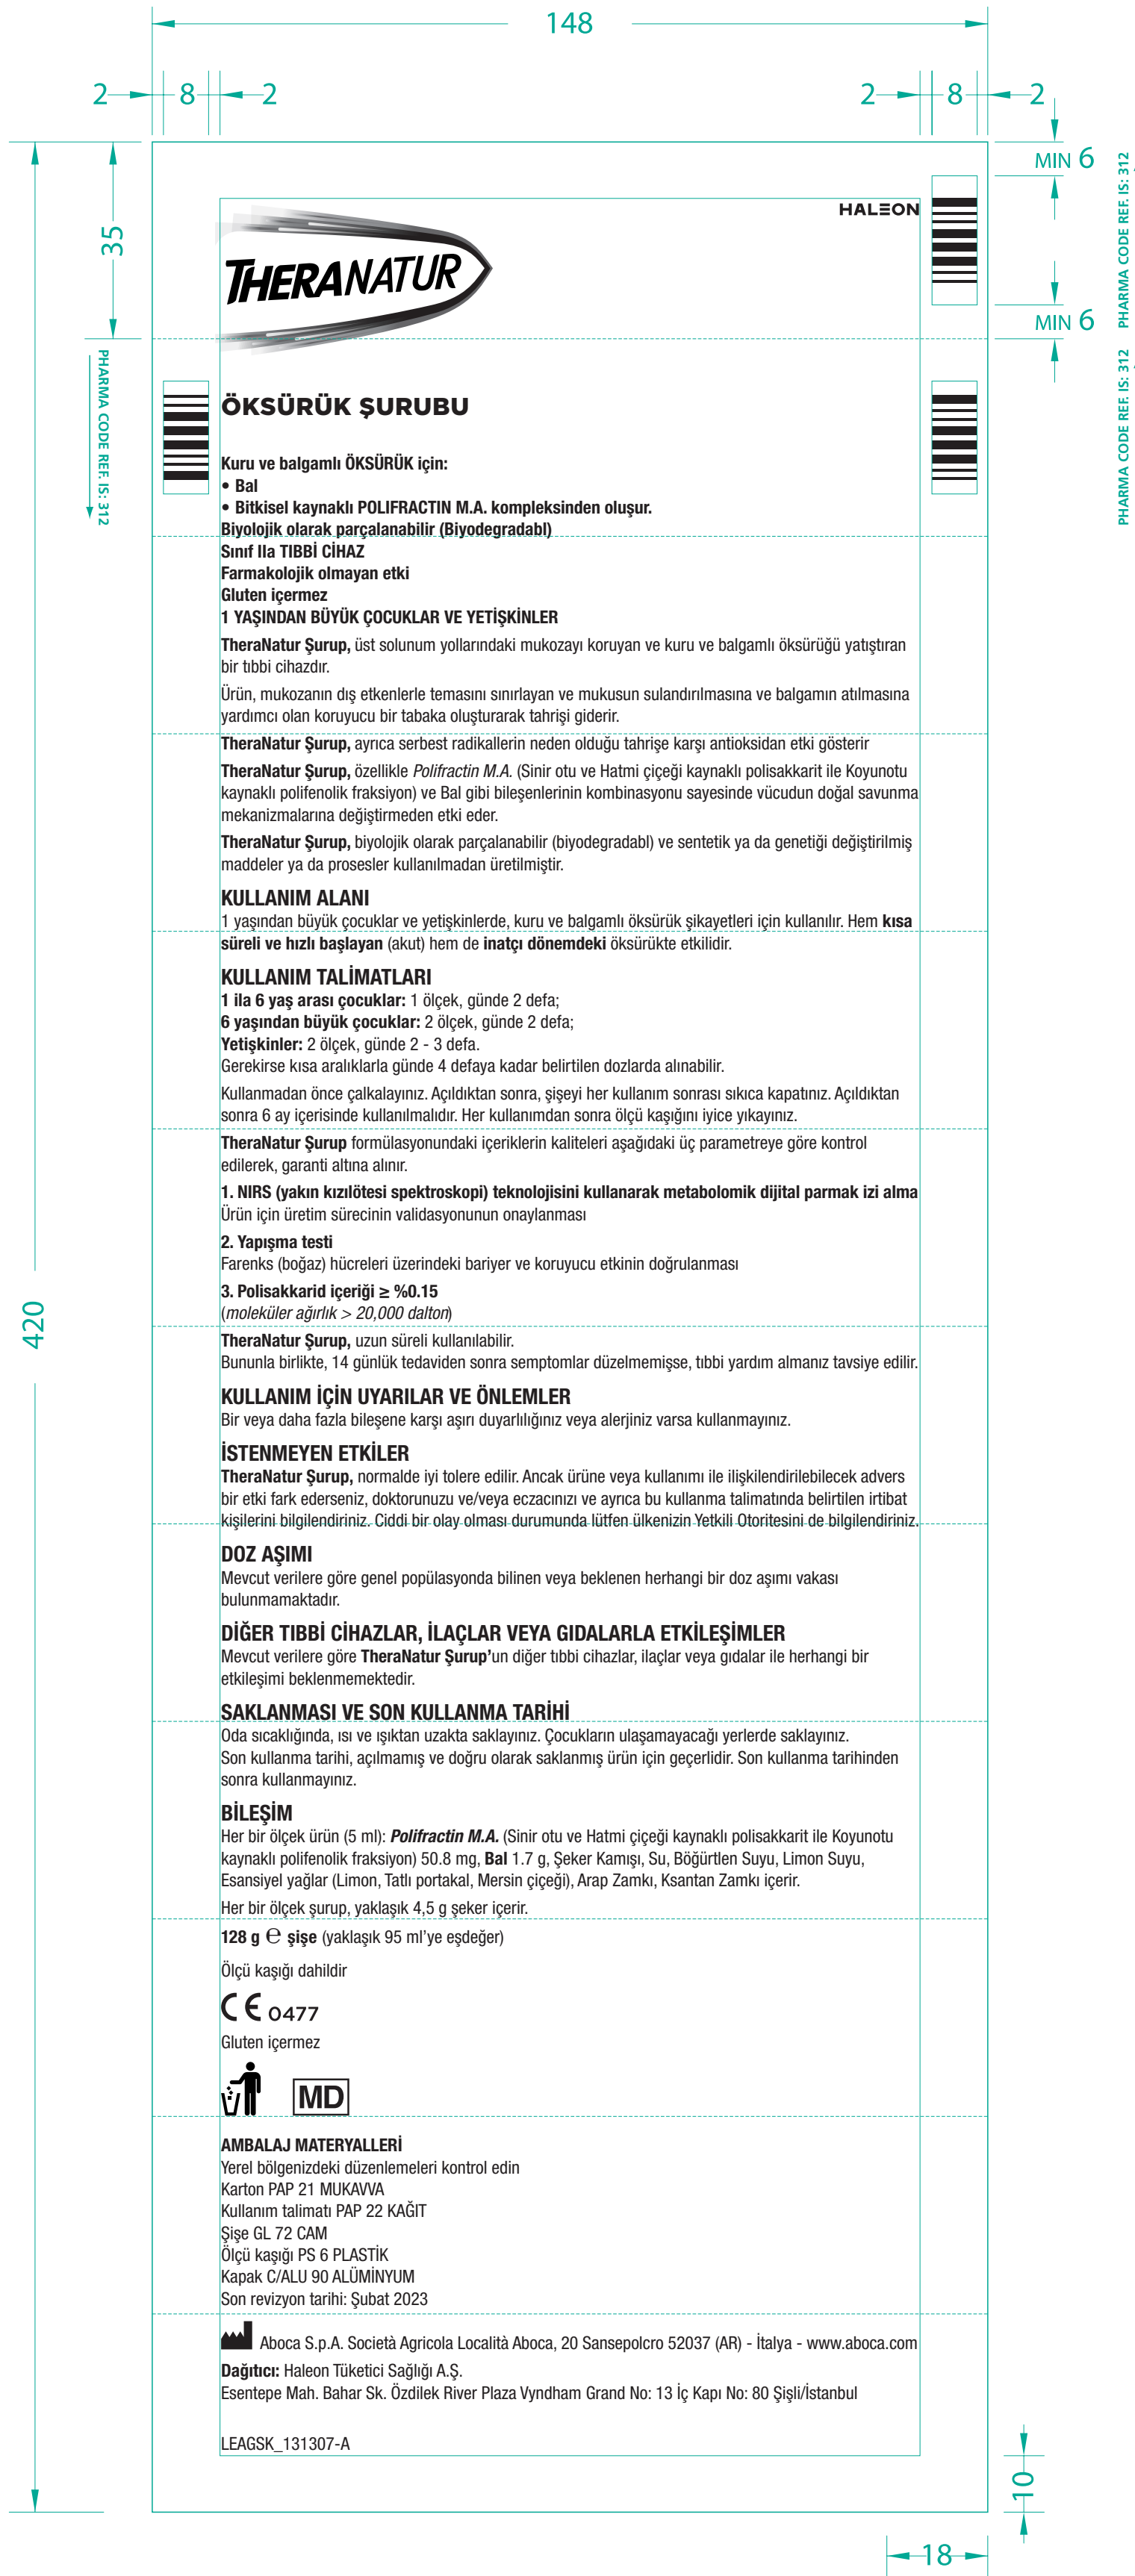 148
2 8 2
2 8 2
MIN 6
35
HALEON
THERANATUR
PHARMA CODE REF. IS: 312
MIN 6
PHARMA CODE REF. IS: 312
PHARMA CODE REF. IS: 312
ÖKSÜRÜK ŞURUBU
Kuru ve balgamlı ÖKSÜRÜK için:
• Bal
• Bitkisel kaynaklı POLIFRACTIN M.A. kompleksinden oluşur.
Biyolojik olarak parçalanabilir (Biyodegradabl)
Sınıf IIa TIBBİ CİHAZ
Farmakolojik olmayan etki
Gluten içermez
1 YAŞINDAN BÜYÜK ÇOCUKLAR VE YETİŞKİNLER
TheraNatur Şurup, üst solunum yollarındaki mukozayı koruyan ve kuru ve balgamlı öksürüğü yatıştıran
bir tıbbi cihazdır.
Ürün, mukozanın dış etkenlerle temasını sınırlayan ve mukusun sulandırılmasına ve balgamın atılmasına
yardımcı olan koruyucu bir tabaka oluşturarak tahrişi giderir.
TheraNatur Şurup, ayrıca serbest radikallerin neden olduğu tahrişe karşı antioksidan etki gösterir
TheraNatur Şurup, özellikle Polifractin M.A. (Sinir otu ve Hatmi çiçeği kaynaklı polisakkarit ile Koyunotu
kaynaklı polifenolik fraksiyon) ve Bal gibi bileşenlerinin kombinasyonu sayesinde vücudun doğal savunma
mekanizmalarına değiştirmeden etki eder.
TheraNatur Şurup, biyolojik olarak parçalanabilir (biyodegradabl) ve sentetik ya da genetiği değiştirilmiş
maddeler ya da prosesler kullanılmadan üretilmiştir.
KULLANIM ALANI
1 yaşından büyük çocuklar ve yetişkinlerde, kuru ve balgamlı öksürük şikayetleri için kullanılır. Hem kısa
süreli ve hızlı başlayan (akut) hem de inatçı dönemdeki öksürükte etkilidir.
KULLANIM TALİMATLARI
1 ila 6 yaş arası çocuklar: 1 ölçek, günde 2 defa;
6 yaşından büyük çocuklar: 2 ölçek, günde 2 defa;
Yetişkinler: 2 ölçek, günde 2 - 3 defa.
Gerekirse kısa aralıklarla günde 4 defaya kadar belirtilen dozlarda alınabilir.
Kullanmadan önce çalkalayınız. Açıldıktan sonra, şişeyi her kullanım sonrası sıkıca kapatınız. Açıldıktan
sonra 6 ay içerisinde kullanılmalıdır. Her kullanımdan sonra ölçü kaşığını iyice yıkayınız.
TheraNatur Şurup formülasyonundaki içeriklerin kaliteleri aşağıdaki üç parametreye göre kontrol
edilerek, garanti altına alınır.
1. NIRS (yakın kızılötesi spektroskopi) teknolojisini kullanarak metabolomik dijital parmak izi alma
Ürün için üretim sürecinin validasyonunun onaylanması
2. Yapışma testi
Farenks (boğaz) hücreleri üzerindeki bariyer ve koruyucu etkinin doğrulanması
3. Polisakkarid içeriği ≥ %0.15
(moleküler ağırlık > 20,000 dalton)
420
TheraNatur Şurup, uzun süreli kullanılabilir.
Bununla birlikte, 14 günlük tedaviden sonra semptomlar düzelmemişse, tıbbi yardım almanız tavsiye edilir.
KULLANIM İÇİN UYARILAR VE ÖNLEMLER
Bir veya daha fazla bileşene karşı aşırı duyarlılığınız veya alerjiniz varsa kullanmayınız.
İSTENMEYEN ETKİLER
TheraNatur Şurup, normalde iyi tolere edilir. Ancak ürüne veya kullanımı ile ilişkilendirilebilecek advers
bir etki fark ederseniz, doktorunuzu ve/veya eczacınızı ve ayrıca bu kullanma talimatında belirtilen irtibat
kişilerini bilgilendiriniz. Ciddi bir olay olması durumunda lütfen ülkenizin Yetkili Otoritesini de bilgilendiriniz.
DOZ AŞIMI
Mevcut verilere göre genel popülasyonda bilinen veya beklenen herhangi bir doz aşımı vakası
bulunmamaktadır.
DİĞER TIBBİ CİHAZLAR, İLAÇLAR VEYA GIDALARLA ETKİLEŞİMLER
Mevcut verilere göre TheraNatur Şurup’un diğer tıbbi cihazlar, ilaçlar veya gıdalar ile herhangi bir
etkileşimi beklenmemektedir.
SAKLANMASI VE SON KULLANMA TARİHİ
Oda sıcaklığında, ısı ve ışıktan uzakta saklayınız. Çocukların ulaşamayacağı yerlerde saklayınız.
Son kullanma tarihi, açılmamış ve doğru olarak saklanmış ürün için geçerlidir. Son kullanma tarihinden
sonra kullanmayınız.
BİLEŞİM
Her bir ölçek ürün (5 ml): Polifractin M.A. (Sinir otu ve Hatmi çiçeği kaynaklı polisakkarit ile Koyunotu
kaynaklı polifenolik fraksiyon) 50.8 mg, Bal 1.7 g, Şeker Kamışı, Su, Böğürtlen Suyu, Limon Suyu,
Esansiyel yağlar (Limon, Tatlı portakal, Mersin çiçeği), Arap Zamkı, Ksantan Zamkı içerir.
Her bir ölçek şurup, yaklaşık 4,5 g şeker içerir.
128 g ℮ şişe (yaklaşık 95 ml’ye eşdeğer)
Ölçü kaşığı dahildir
CE 0477
Gluten içermez
MD
AMBALAJ MATERYALLERİ
Yerel bölgenizdeki düzenlemeleri kontrol edin
Karton PAP 21 MUKAVVA
Kullanım talimatı PAP 22 KAĞIT
Şişe GL 72 CAM
Ölçü kaşığı PS 6 PLASTİK
Kapak C/ALU 90 ALÜMİNYUM
Son revizyon tarihi: Şubat 2023
Aboca S.p.A. Società Agricola Località Aboca, 20 Sansepolcro 52037 (AR) - İtalya - www.aboca.com
Dağıtıcı: Haleon Tüketici Sağlığı A.Ş.
Esentepe Mah. Bahar Sk. Özdilek River Plaza Vyndham Grand No: 13 İç Kapı No: 80 Şişli/İstanbul
LEAGSK_131307-A
10
18